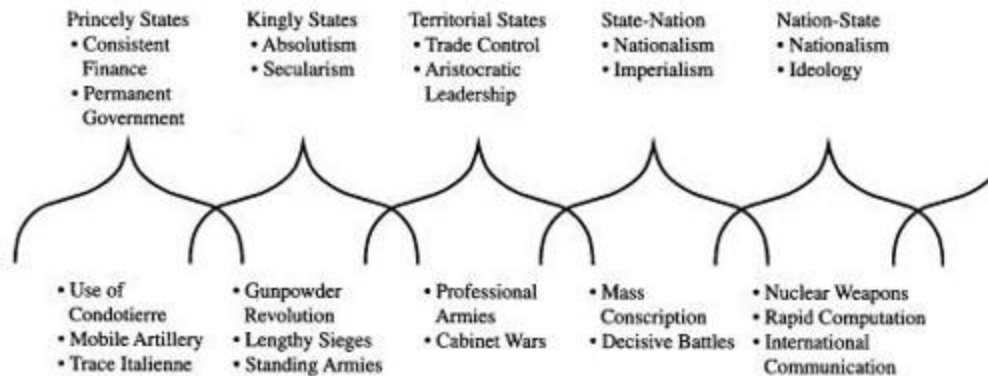 Princely States
• Consistent
Finance
• Permanent
Government
Kingly States
• Absolutism
• Secularism
Territorial States
• Trade Control
• Aristocratic
Leadership
State-Nation
• Nationalism
• Imperialism
Nation-State
• Nationalism
• Ideology
• Use of
Condotierre
• Mobile Artillery
• Trace Italienne
• Gunpowder
Revolution
• Lengthy Sieges
• Standing Armies
• Professional
Armies
• Cabinet Wars
• Mass
Conscription
• Decisive Battles
• Nuclear Weapons
• Rapid Computation
• International
Communication